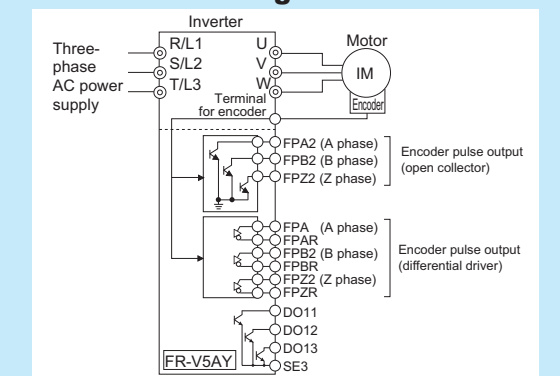 Inverter
Three-
phase
AC power
supply
R/L1
S/L2
T/L3
U
V
W
Motor
IM
Encoder
Terminal
for encoder
FPA2 (A phase)
FPB2 (B phase)
FPZ2 (Z phase)
Encoder pulse output
(open collector)
FPA (A phase)
FPAR
FPB2 (B phase)
FPBR
FPZ2 (Z phase)
FPZR
Encoder pulse output
(differential driver)
DO11
DO12
DO13
SE3
FR-V5AY